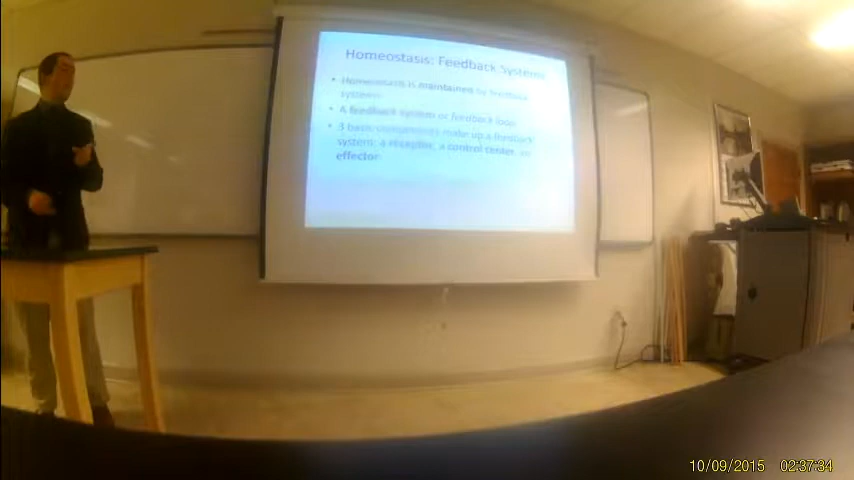 Homeostasis: Feedback Systems
• Homeostasis is maintained by feedback
systems
• A feedback system or feedback loop
• 3 basic components make up a feedback
system: a receptor, a control center, an
effector
10/09/2015 02:37:34